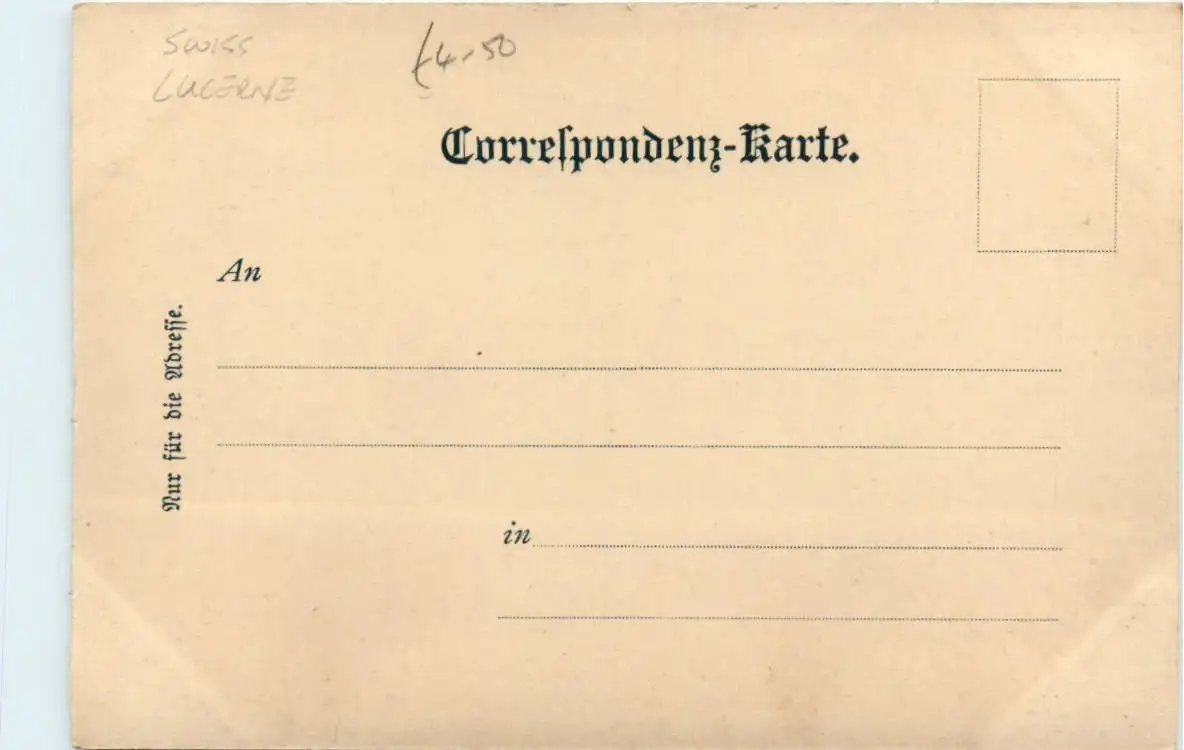 SWISS
LUCERNE
£4-50
Correſpondenz-Karte.
An
Nur für die Adreſſe.
in